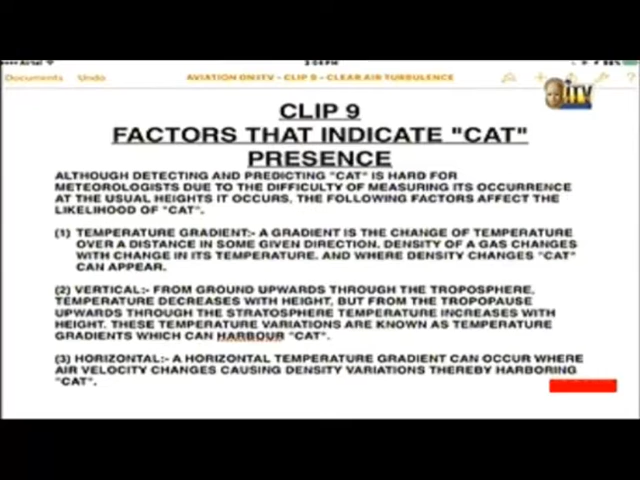 Airtel
2:04 PM
88%
Documents Undo AVIATION ON ITV - CLIP 9 - CLEAR AIR TURBULENCE
ITV
CLIP 9
FACTORS THAT INDICATE "CAT"
PRESENCE
ALTHOUGH DETECTING AND PREDICTING "CAT" IS HARD FOR
METEOROLOGISTS DUE TO THE DIFFICULTY OF MEASURING ITS OCCURRENCE
AT THE USUAL HEIGHTS IT OCCURS, THE FOLLOWING FACTORS AFFECT THE
LIKELIHOOD OF "CAT".
(1) TEMPERATURE GRADIENT:- A GRADIENT IS THE CHANGE OF TEMPERATURE
OVER A DISTANCE IN SOME GIVEN DIRECTION. DENSITY OF A GAS CHANGES
WITH CHANGE IN ITS TEMPERATURE. AND WHERE DENSITY CHANGES "CAT"
CAN APPEAR.
(2) VERTICAL:- FROM GROUND UPWARDS THROUGH THE TROPOSPHERE,
TEMPERATURE DECREASES WITH HEIGHT, BUT FROM THE TROPOPAUSE
UPWARDS THROUGH THE STRATOSPHERE TEMPERATURE INCREASES WITH
HEIGHT. THESE TEMPERATURE VARIATIONS ARE KNOWN AS TEMPERATURE
GRADIENTS WHICH CAN HARBOUR "CAT".
(3) HORIZONTAL:- A HORIZONTAL TEMPERATURE GRADIENT CAN OCCUR WHERE
AIR VELOCITY CHANGES CAUSING DENSITY VARIATIONS THEREBY HARBORING
"CAT".